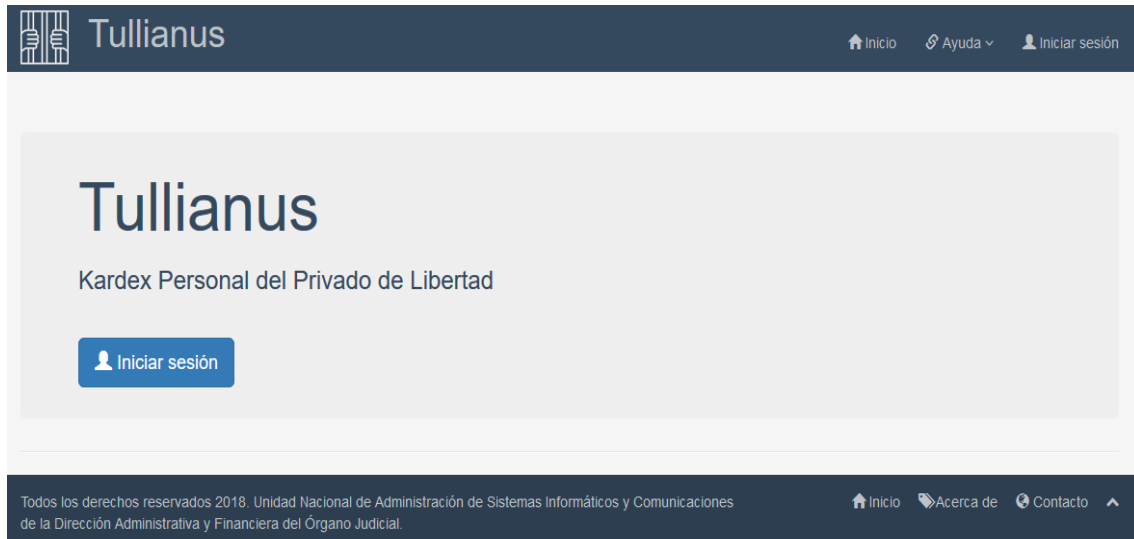 Tullianus
Inicio Ayuda Iniciar sesión
Tullianus
Kardex Personal del Privado de Libertad
Iniciar sesión
Todos los derechos reservados 2018. Unidad Nacional de Administración de Sistemas Informáticos y Comunicaciones
de la Dirección Administrativa y Financiera del Órgano Judicial.
Inicio Acerca de Contacto